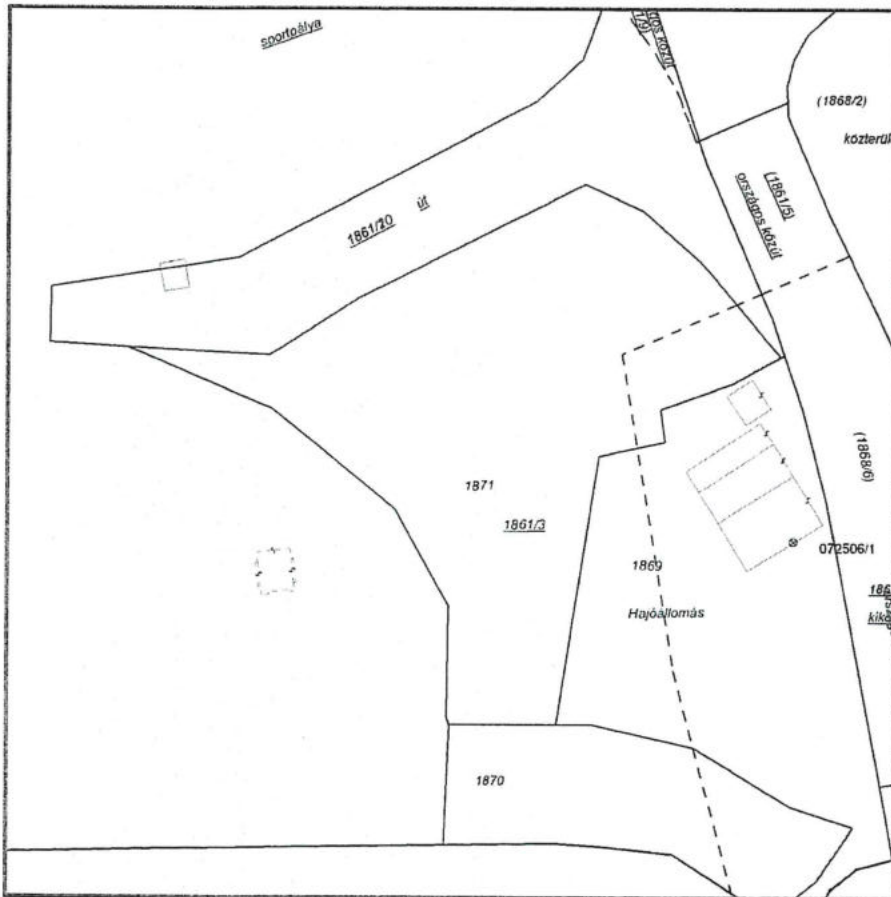 sportpálya
(1868/2)
közterük
1861/20 út
(1861/5)
országos közút
1871
1861/3
(1868/6)
072506/1
1869
Hajóállomás
1870